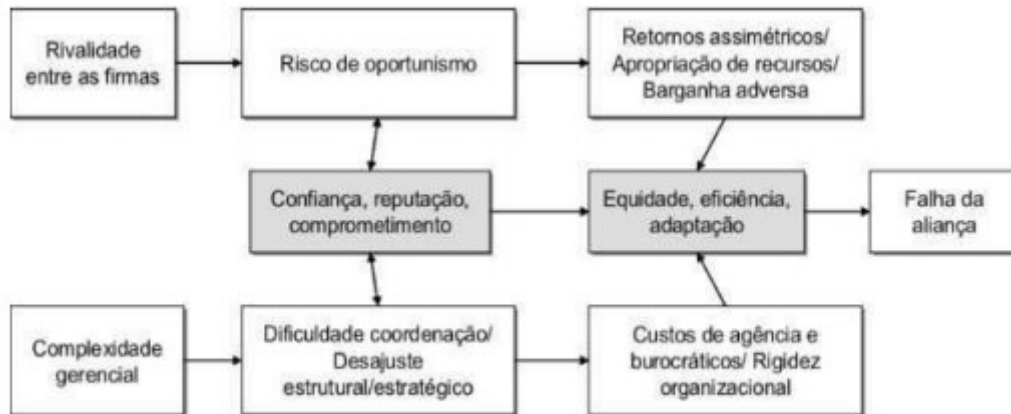 Rivalidade
entre as firmas
Risco de oportunismo
Retornos assimétricos/
Apropriação de recursos/
Barganha adversa
Confiança, reputação,
comprometimento
Equidade, eficiência,
adaptação
Falha da
aliança
Complexidade
gerencial
Dificuldade coordenação/
Desajuste
estrutural/estratégico
Custos de agência e
burocráticos/ Rigidez
organizacional